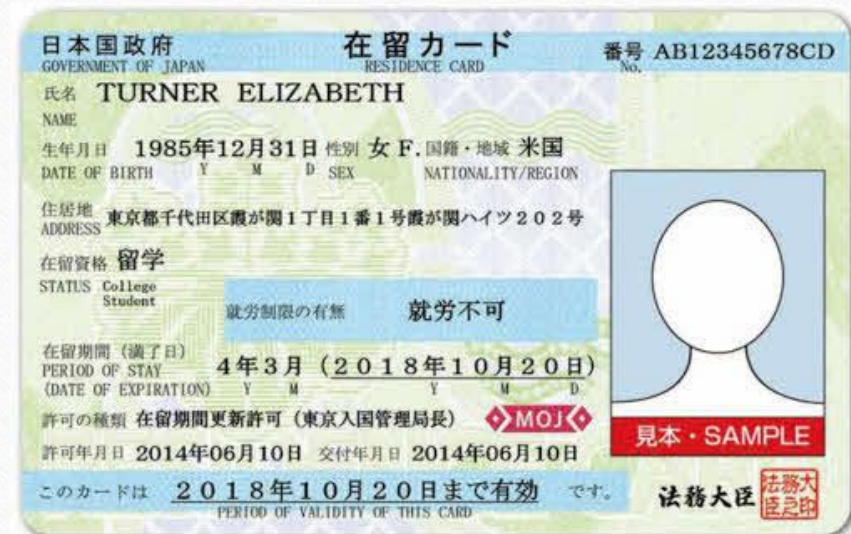 日本国政府 在留カード 番号 AB12345678CD
GOVERNMENT OF JAPAN RESIDENCE CARD No.
氏名 TURNER ELIZABETH
NAME
生年月日 1985年12月31日 性別 女 F. 国籍・地域 米国
DATE OF BIRTH Y M D SEX NATIONALITY/REGION
住居地 東京都千代田区霞が関1丁目1番1号霞が関ハイツ202号
ADDRESS
在留資格 留学
STATUS College
Student
就労制限の有無 就労不可
在留期間（満了日） 4年3月（2018年10月20日）
PERIOD OF STAY
(DATE OF EXPIRATION) Y M Y M D
許可の種類 在留期間更新許可（東京入国管理局長） MOJ
見本・SAMPLE
許可年月日 2014年06月10日 交付年月日 2014年06月10日
このカードは 2018年10月20日まで有効 です。
PERIOD OF VALIDITY OF THIS CARD
法務大臣 法務大臣之印